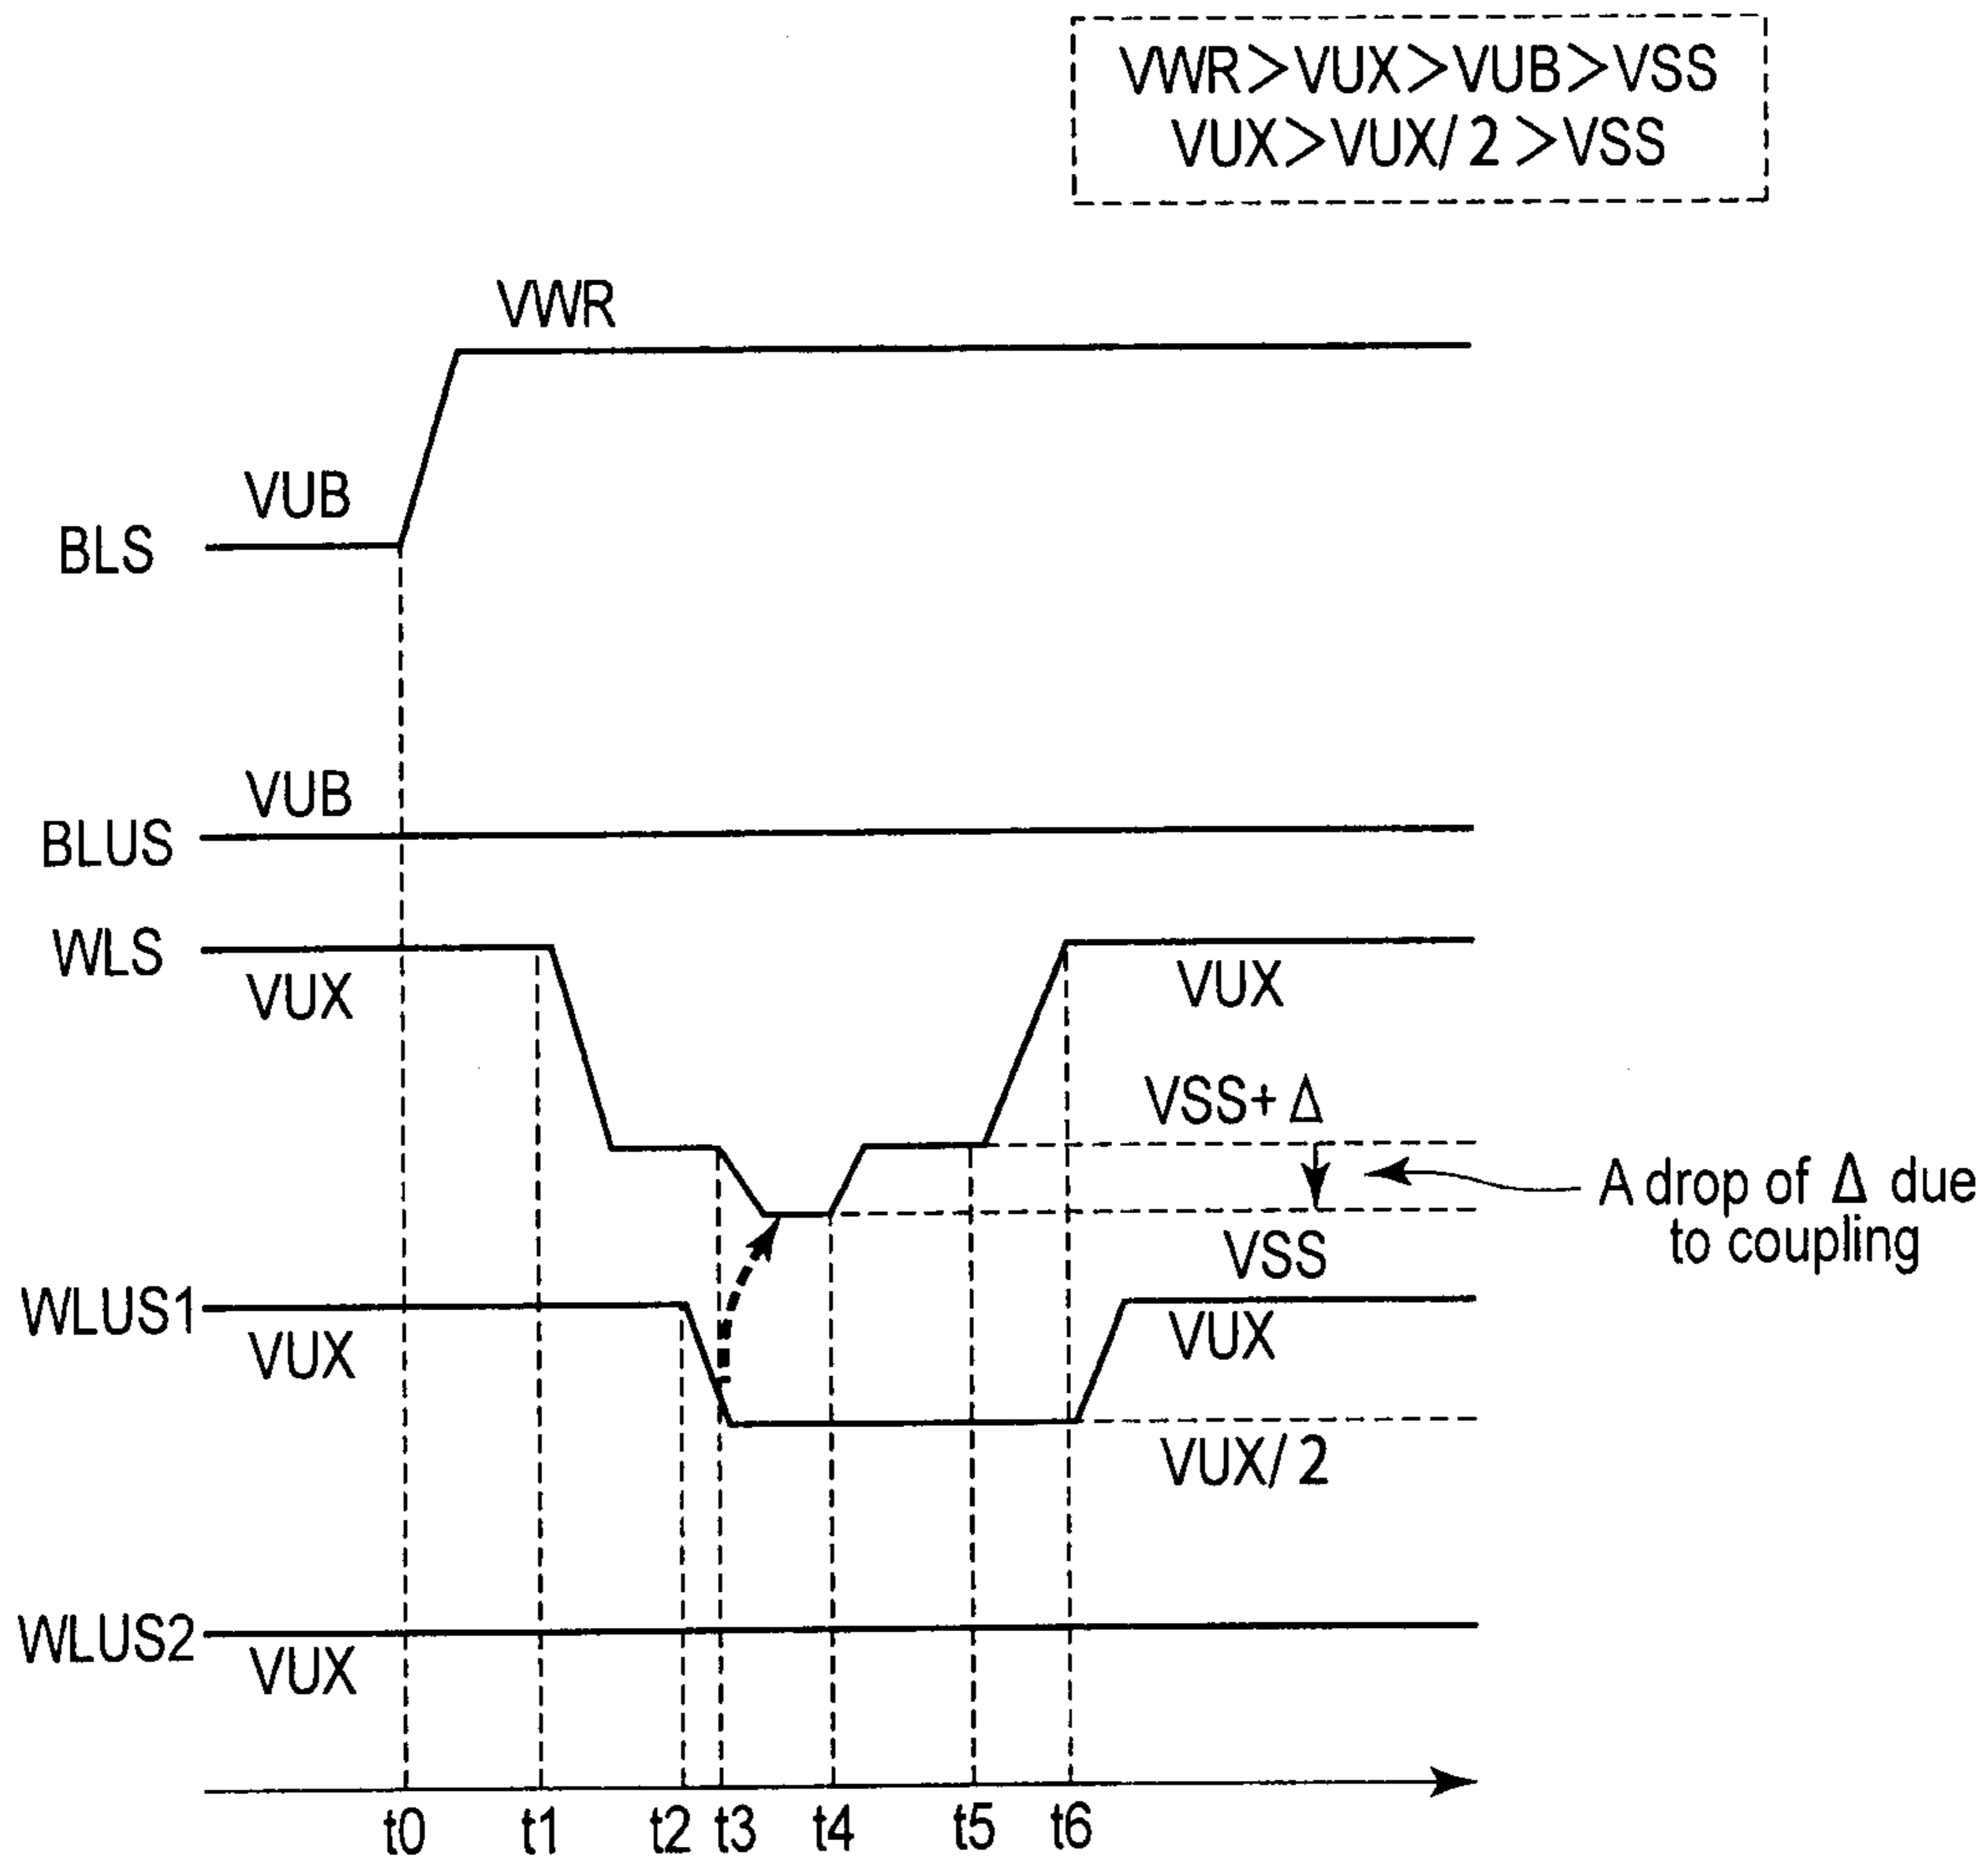 VWR>VUX>VUB>VSS
VUX>VUX/2>VSS
VWR
VUB
BLS
VUB
BLUS
WLS
VUX
VUX
VSS+Δ
A drop of Δ due
to coupling
VSS
WLUS1
VUX
VUX
VUX/2
WLUS2
VUX
t0 t1 t2 t3 t4 t5 t6